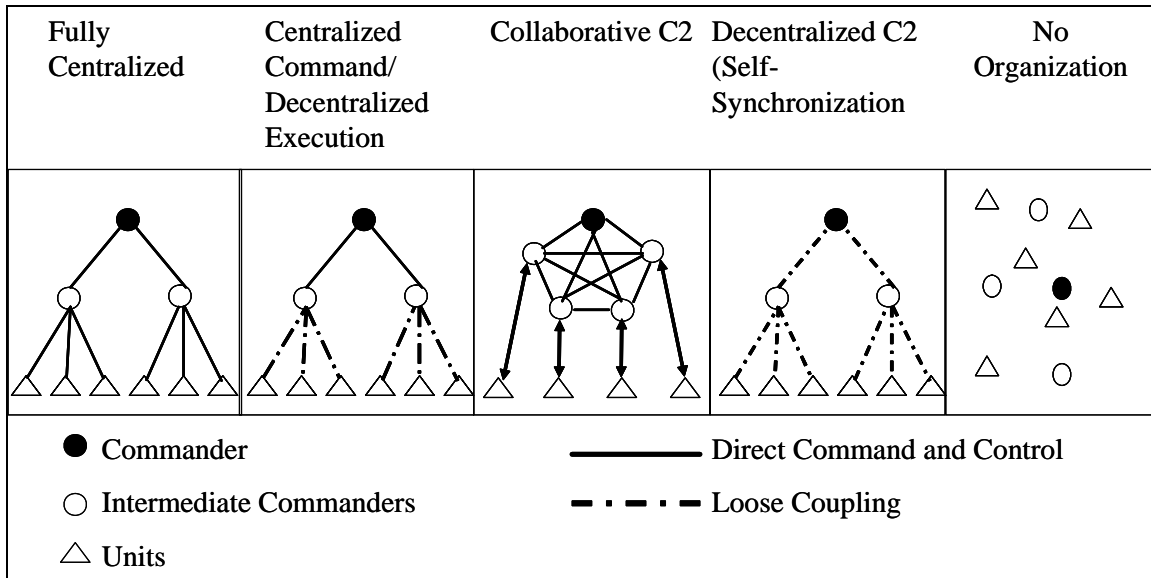 Fully
Centralized
Centralized
Command/
Decentralized
Execution
Collaborative C2
Decentralized C2
(Self-
Synchronization
No
Organization
Commander
Direct Command and Control
Intermediate Commanders
Loose Coupling
Units